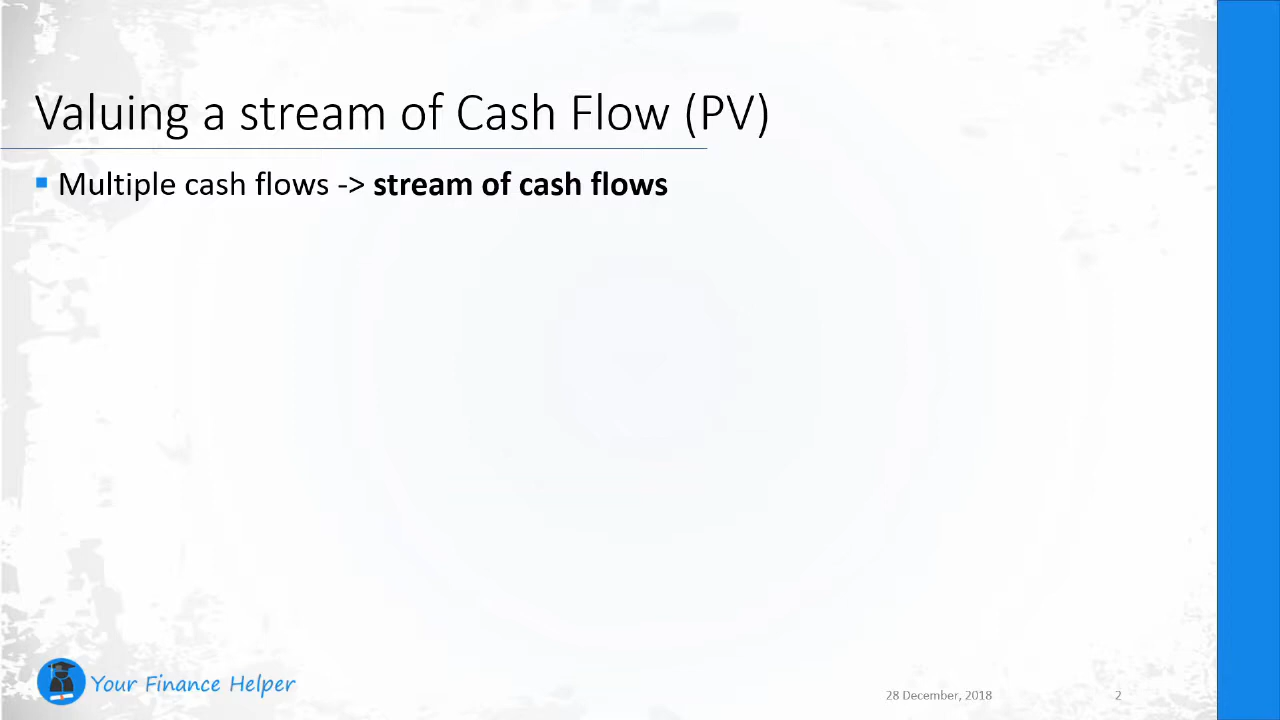 Valuing a stream of Cash Flow (PV)
Multiple cash flows -> stream of cash flows
Your Finance Helper
28 December, 2018
2